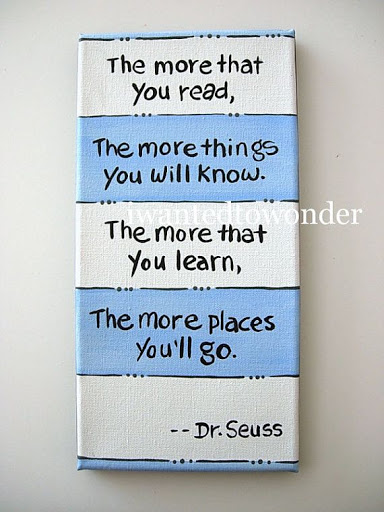 The more that
you read,
The more things
you will know.
iwantedtowonder
The more that
you learn,
The more places
you'll go.
-- Dr. Seuss